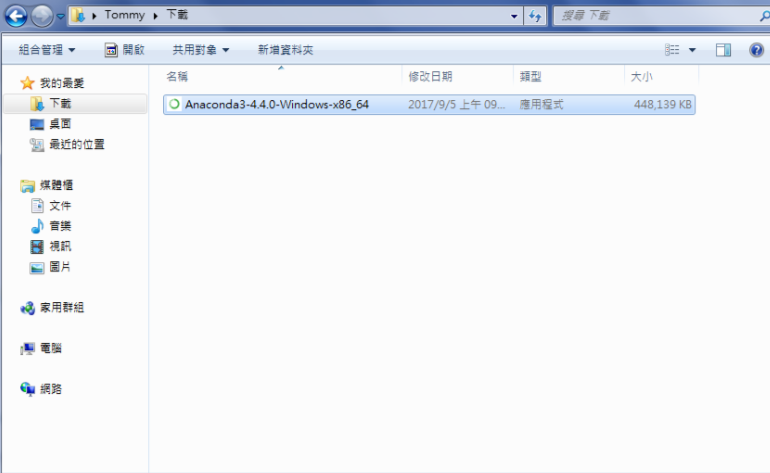 Tommy 下載
搜尋 下載
組合管理 開啟 共用對象 新增資料夾
我的最愛
下載
桌面
最近的位置
媒體櫃
文件
音樂
視訊
圖片
家用群組
電腦
網路
名稱 修改日期 類型 大小
Anaconda3-4.4.0-Windows-x86_64 2017/9/5 上午 09... 應用程式 448,139 KB